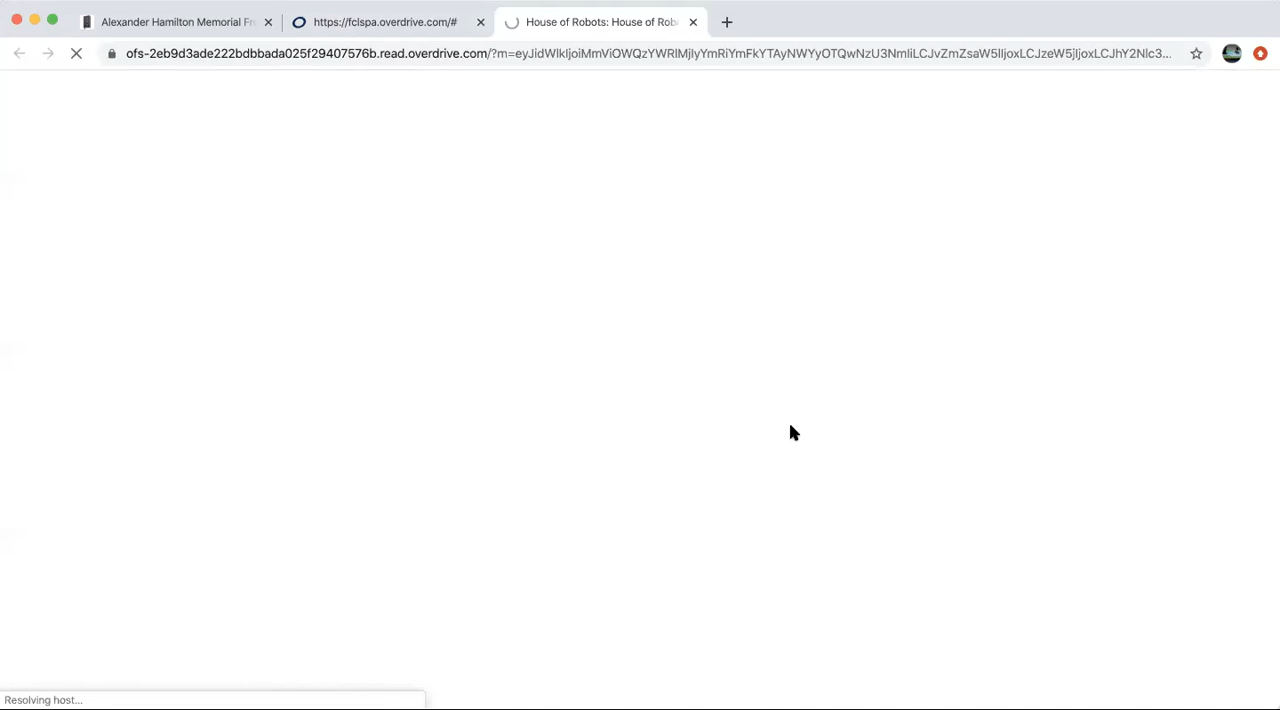 Alexander Hamilton Memorial Fre
https://fclspa.overdrive.com/#
House of Robots: House of Rob
ofs-2eb9d3ade222bdbbada025f29407576b.read.overdrive.com/?m=eyJidWlkIjoiMmViOWQzYWRlMjIyYmRiYmFkYTAyNWYyOTQwNzU3NmIiLCJvZmZsaW5lIjoxLCJzeW5jIjoxLCJhY2Nlc3...
Resolving host...